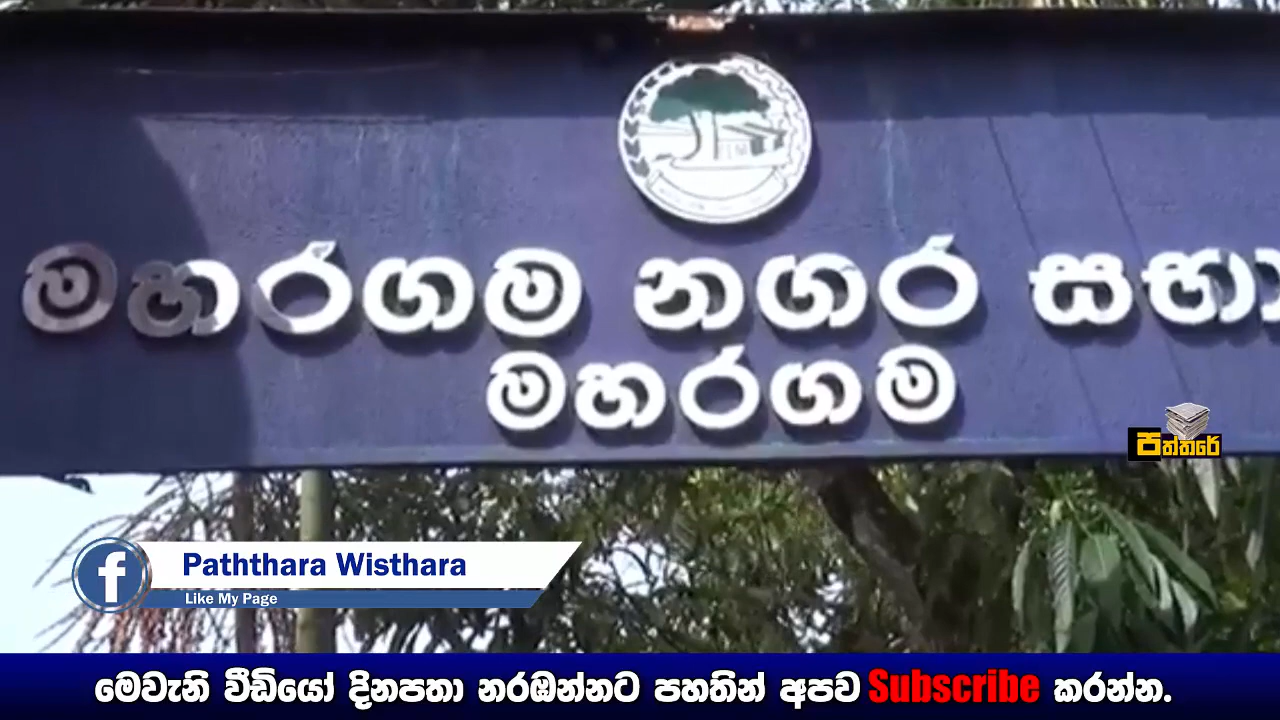 මහරගම නගර සභා
මහරගම
පත්තරේ
Paththara Wisthara
Like My Page
මෙවැනි වීඩියෝ දිනපතා නරඹන්නට පහතින් අපව Subscribe කරන්න.